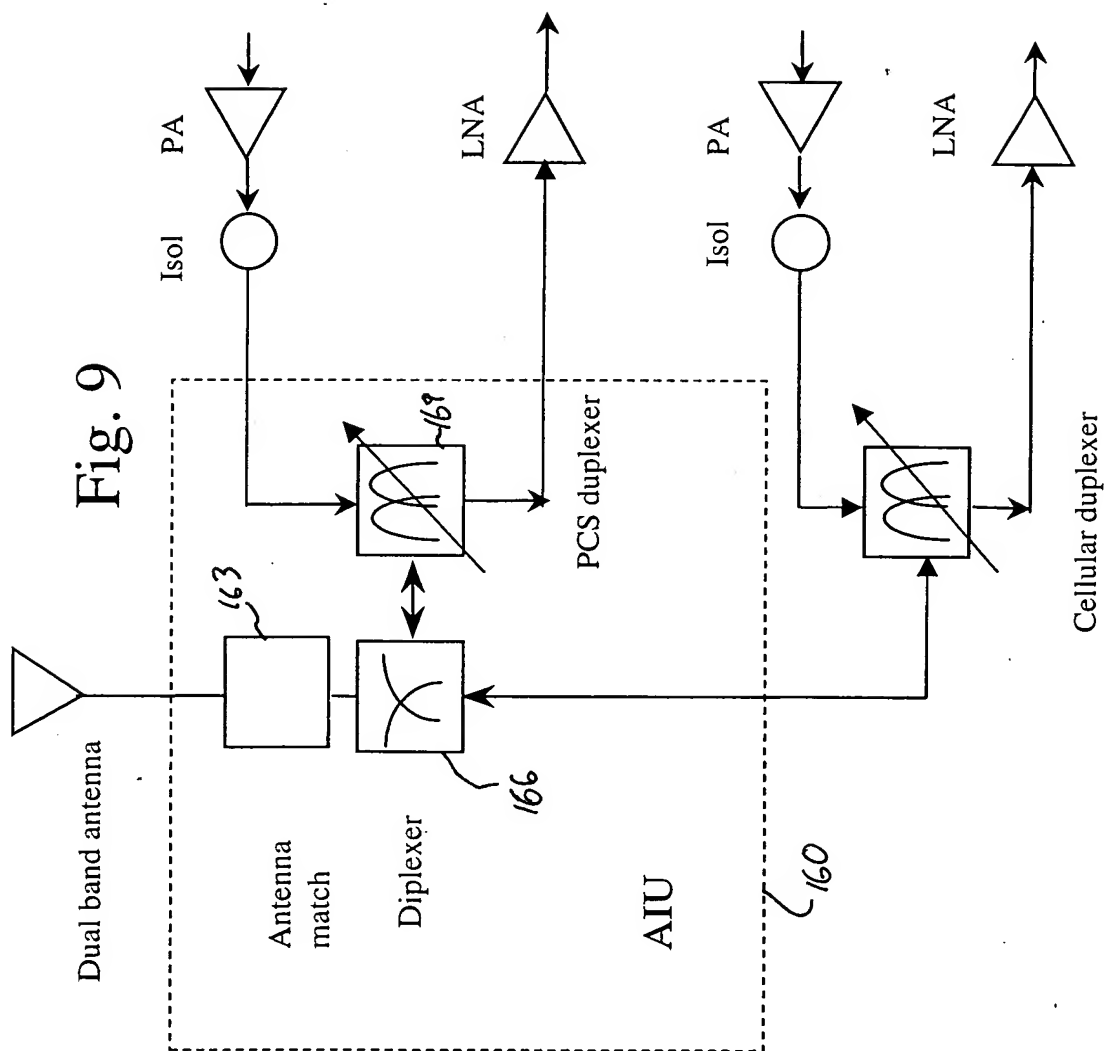 Fig. 9
Dual band antenna
Antenna
match
163
Diplexer
166
AIU
160
169
PCS duplexer
Isol
PA
LNA
Cellular duplexer
Isol
PA
LNA